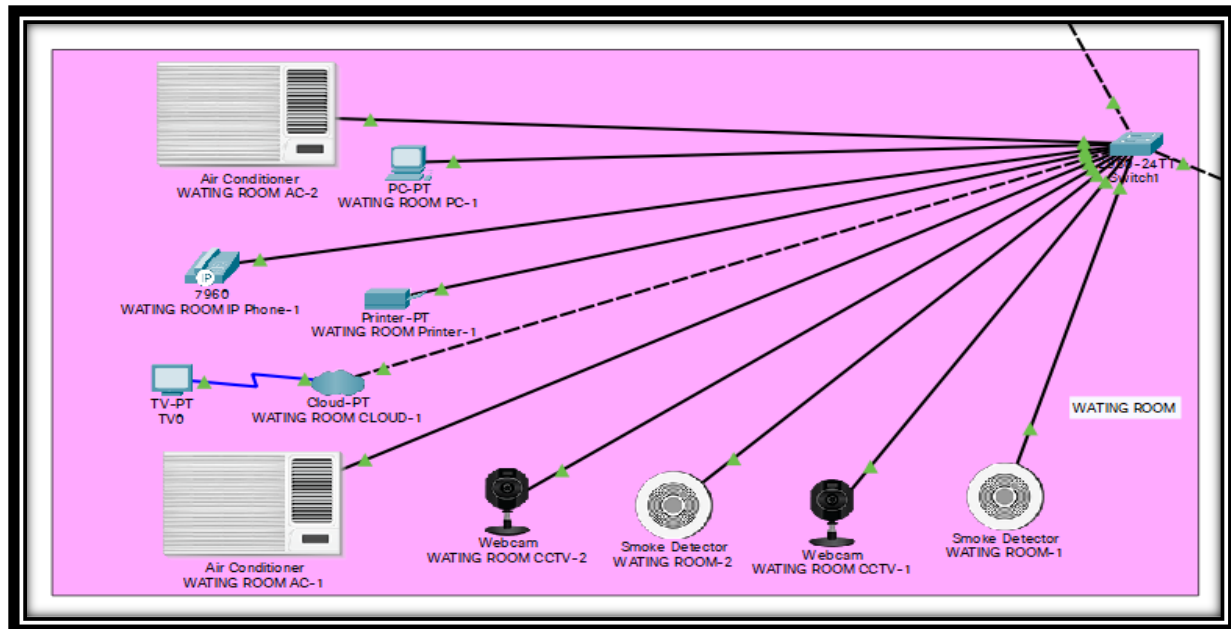 Air Conditioner
WATING ROOM AC-2
PC-PT
WATING ROOM PC-1
Switch1
IP
7960
WATING ROOM IP Phone-1
Printer-PT
WATING ROOM Printer-1
TV-PT
TV0
Cloud-PT
WATING ROOM CLOUD-1
WATING ROOM
Air Conditioner
WATING ROOM AC-1
Webcam
WATING ROOM CCTV-2
Smoke Detector
WATING ROOM-2
Webcam
WATING ROOM CCTV-1
Smoke Detector
WATING ROOM-1